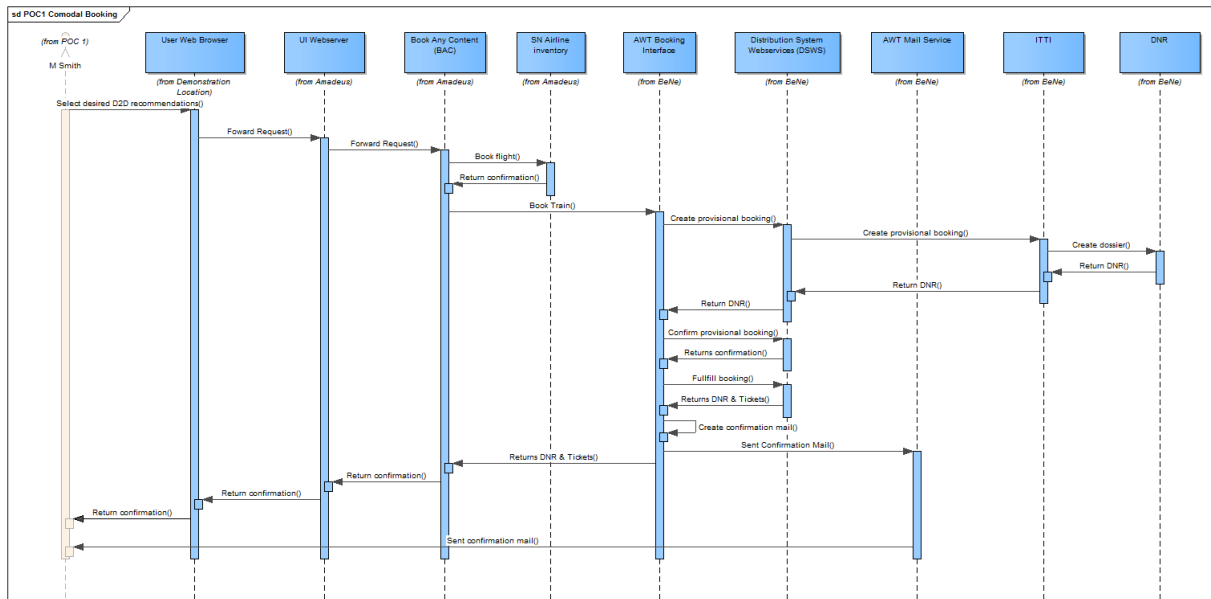 sd POC1 Comodal Booking
(from POC 1)
M Smith
User Web Browser
(from Demonstration
Location)
UI Webserver
(from Amadeus)
Book Any Content
(BAC)
(from Amadeus)
SN Airline
inventory
(from Amadeus)
AWT Booking
Interface
(from BeNe)
Distribution System
Webservices (DSWS)
(from BeNe)
AWT Mail Service
(from BeNe)
ITTI
(from BeNe)
DNR
(from BeNe)
Select desired D2D recommendations()
Foward Request()
Forward Request()
Book flight()
Return confirmation()
Book Train()
Create provisional booking()
Create provisional booking()
Create dossier()
Return DNR()
Return DNR()
Return DNR()
Confirm provisional booking()
Returns confirmation()
Fullfill booking()
Returns DNR & Tickets()
Create confirmation mail()
Sent Confirmation Mail()
Returns DNR & Tickets()
Return confirmation()
Return confirmation()
Return confirmation()
Sent confirmation mail()